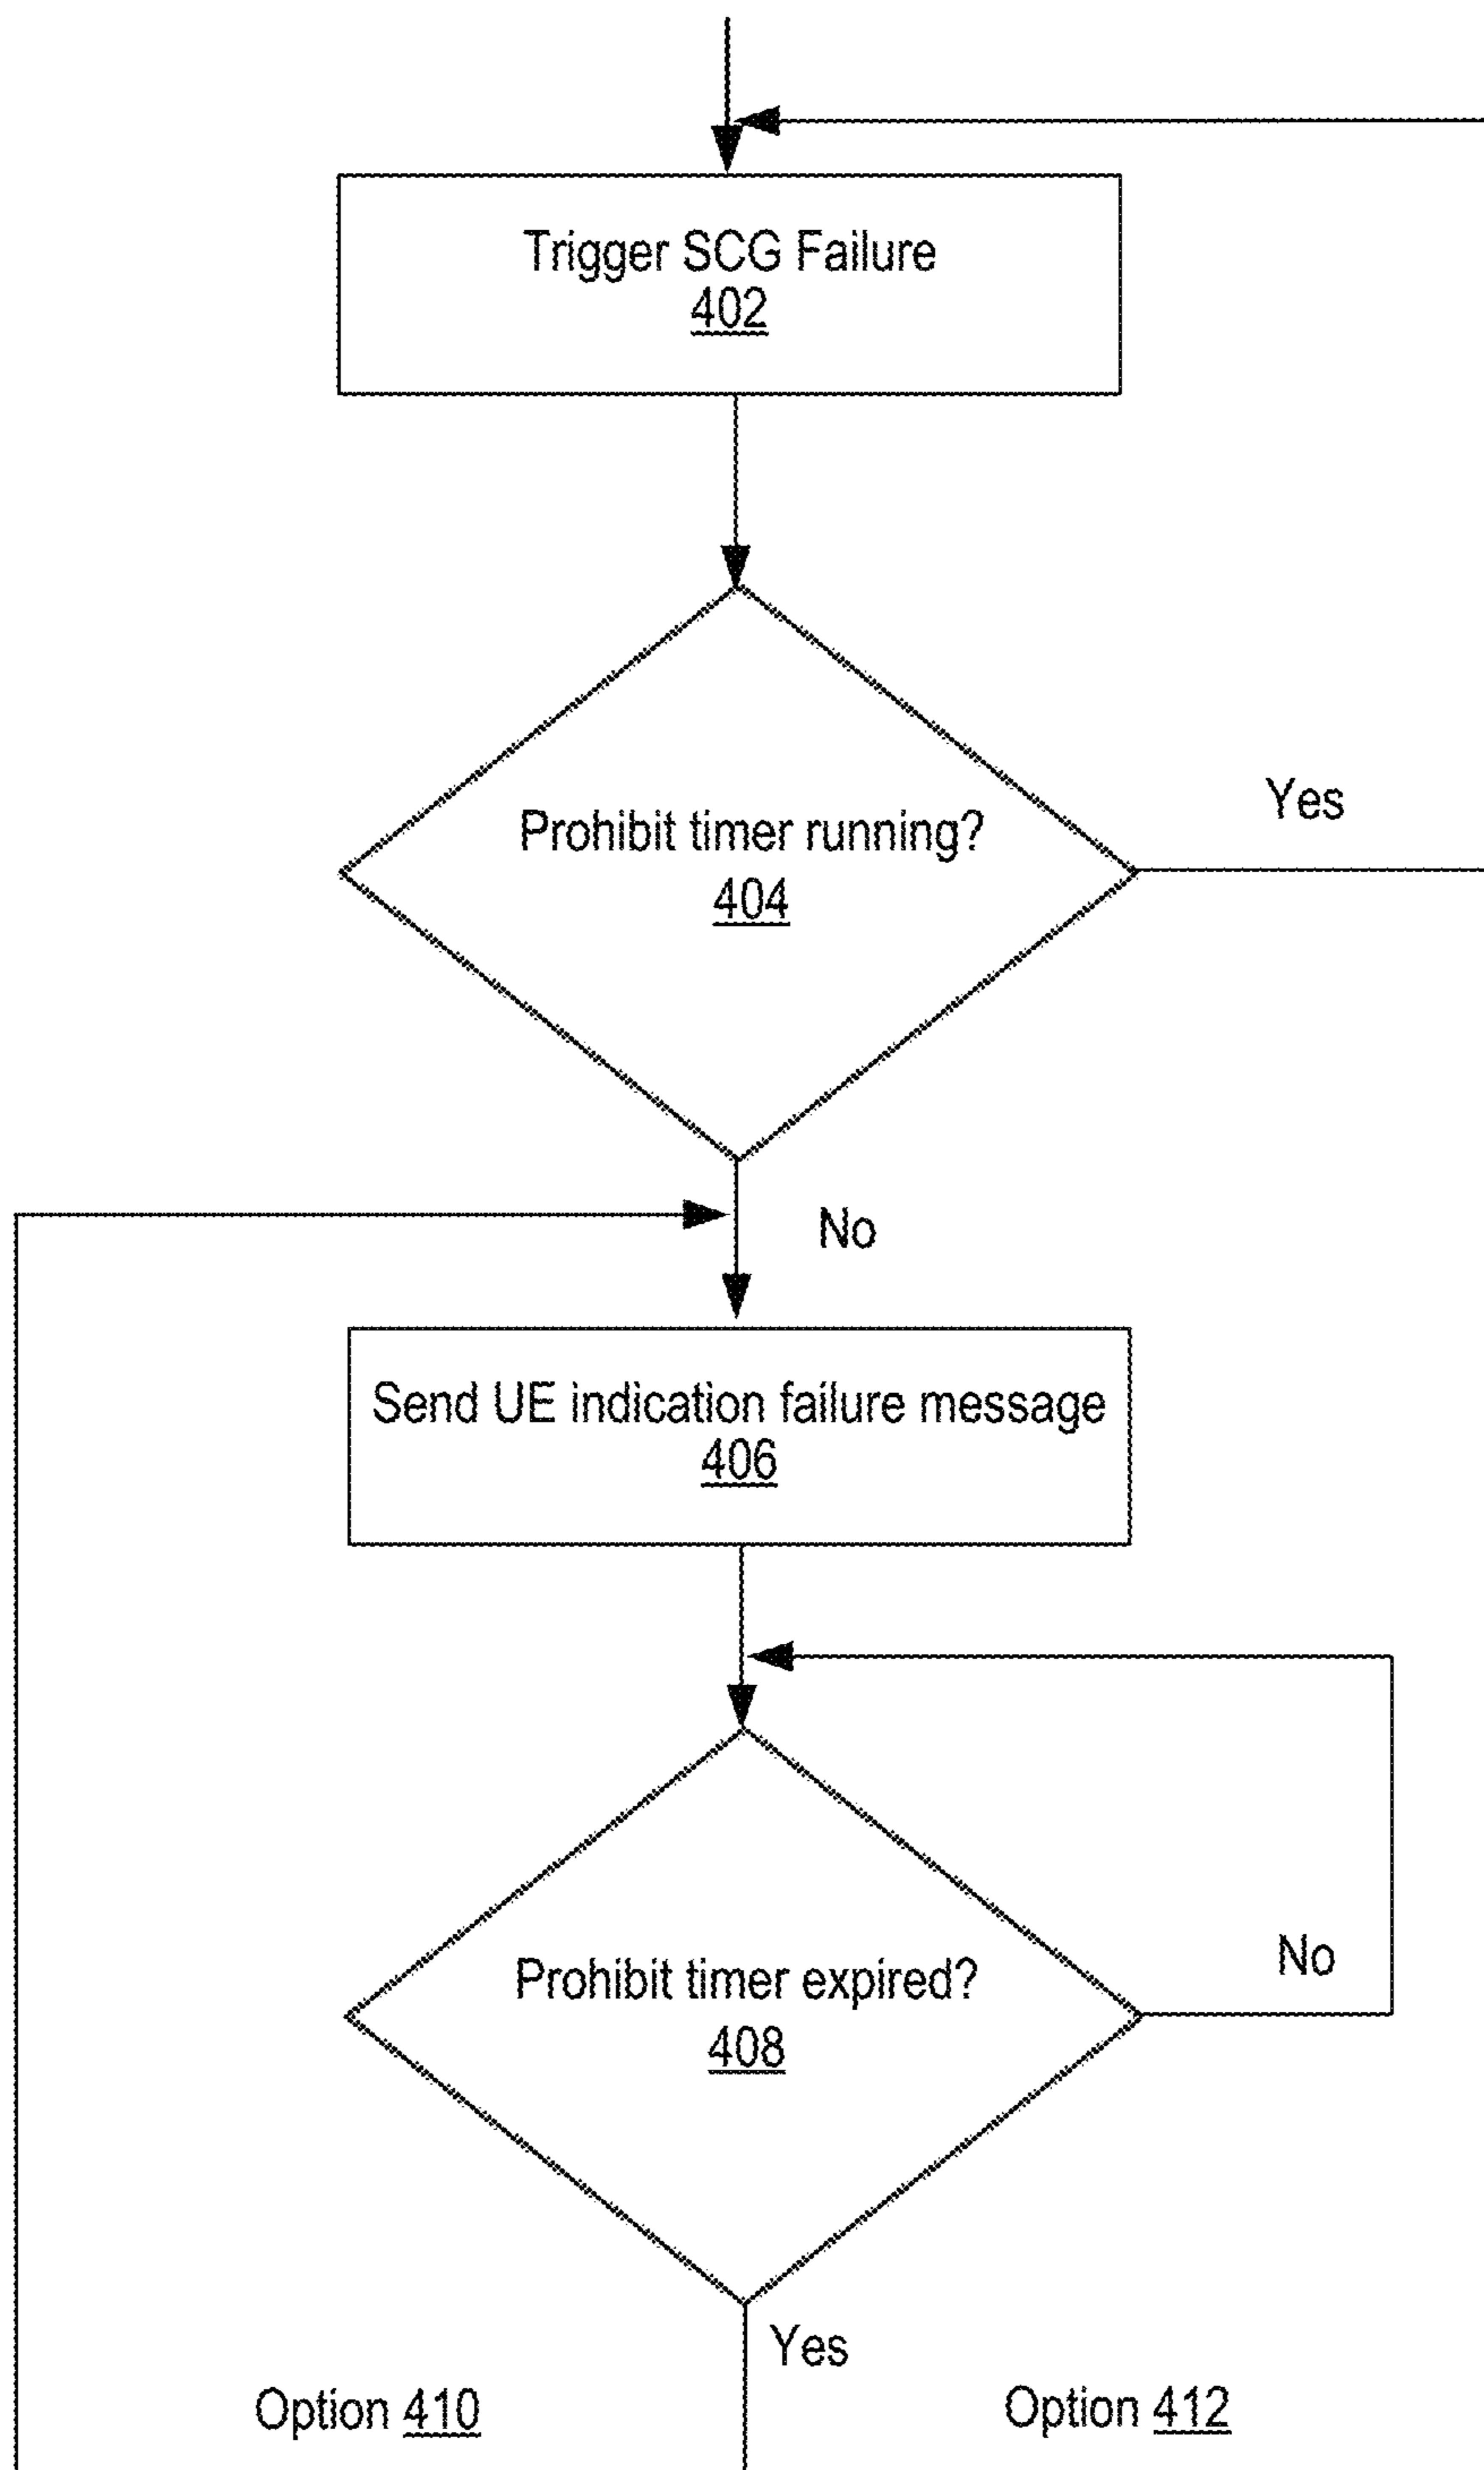 Trigger SCG Failure
402
Prohibit timer running?
404
Yes
No
Send UE indication failure message
406
Prohibit timer expired?
408
No
Yes
Option 410
Option 412